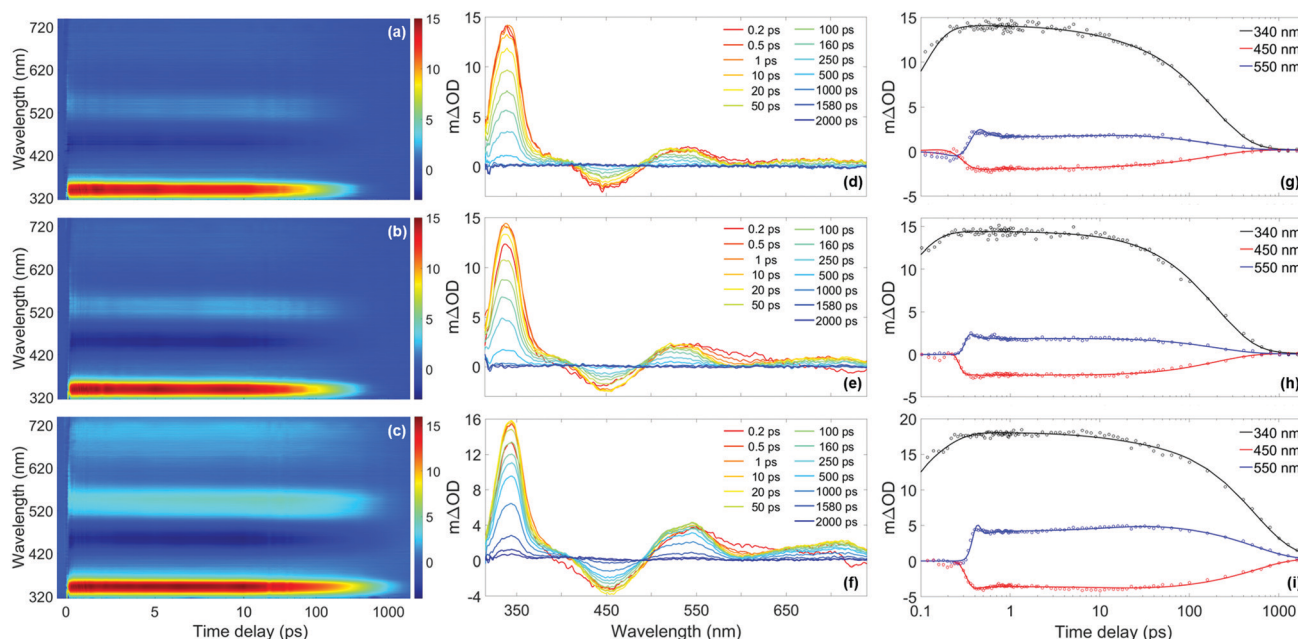 (a)
15
10
5
0
720
620
520
420
320
Wavelength (nm)
(b)
15
10
5
0
720
620
520
420
320
Wavelength (nm)
(c)
15
10
5
0
720
620
520
420
320
Wavelength (nm)
0 5 10 100 1000
Time delay (ps)
15
10
5
0
m∆OD
0.2 ps 100 ps
0.5 ps 160 ps
1 ps 250 ps
10 ps 500 ps
20 ps 1000 ps
50 ps 1580 ps
2000 ps
(d)
15
10
5
0
m∆OD
0.2 ps 100 ps
0.5 ps 160 ps
1 ps 250 ps
10 ps 500 ps
20 ps 1000 ps
50 ps 1580 ps
2000 ps
(e)
16
12
8
4
0
-4
m∆OD
0.2 ps 100 ps
0.5 ps 160 ps
1 ps 250 ps
10 ps 500 ps
20 ps 1000 ps
50 ps 1580 ps
2000 ps
(f)
350 450 550 650
Wavelength (nm)
15
10
5
0
-5
m∆OD
340 nm
450 nm
550 nm
(g)
15
10
5
0
-5
m∆OD
340 nm
450 nm
550 nm
(h)
20
15
10
5
0
-5
m∆OD
340 nm
450 nm
550 nm
(i)
0.1 1 10 100 1000
Time delay (ps)